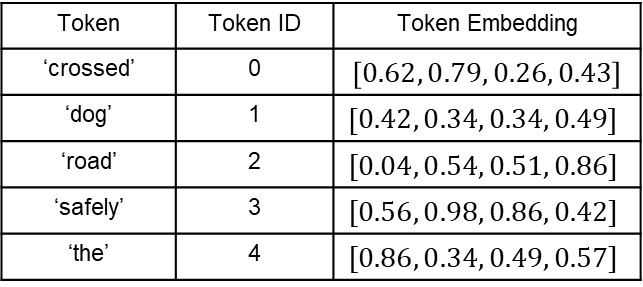 Token Token ID Token Embedding
‘crossed’ 0 [0.62, 0.79, 0.26, 0.43]
‘dog’ 1 [0.42, 0.34, 0.34, 0.49]
‘road’ 2 [0.04, 0.54, 0.51, 0.86]
‘safely’ 3 [0.56, 0.98, 0.86, 0.42]
‘the’ 4 [0.86, 0.34, 0.49, 0.57]